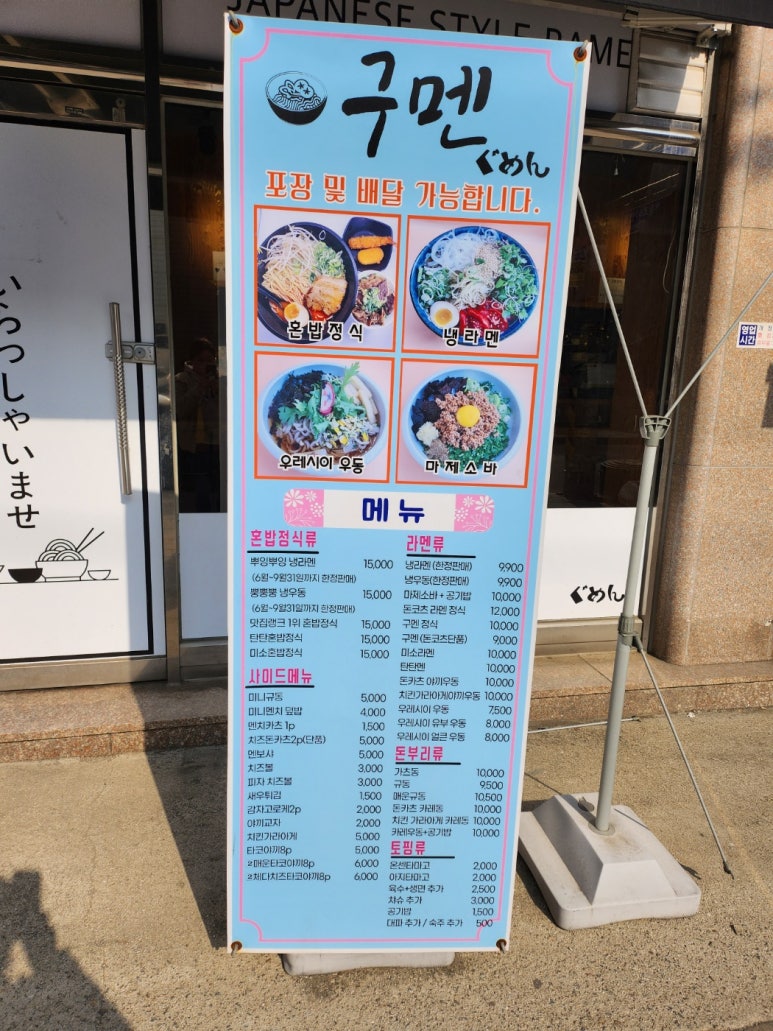 JAPANESE STYLE RAME
구멘
ぐめん
포장 및 배달 가능합니다.
혼밥정식
냉라멘
우레시이 우동
마제소바
메뉴
혼밥정식류
뿌잉뿌잉 냉라멘 15,000
(6월~9월31일까지 한정판매)
뿅뿅뿅 냉우동 15,000
(6월~9월31일까지 한정판매)
맛집랭크 1위 혼밥정식 15,000
탄탄혼밥정식 15,000
미소혼밥정식 15,000
사이드메뉴
미니규동 5,000
미니멘치 덮밥 4,000
멘치카츠 1p 1,500
치즈돈카츠2p(단품) 5,000
멘보샤 5,000
치즈볼 3,000
피자 치즈볼 3,000
새우튀김 1,500
감자고로케2p 2,000
야끼교자 2,000
치킨가라아게 5,000
타코야끼8p 5,000
매운타코야끼8p 6,000
체다치즈타코야끼8p 6,000
라멘류
냉라멘 (한정판매) 9,900
냉우동(한정판매) 9,900
마제소바 + 공기밥 10,000
돈코츠 라멘 정식 12,000
구멘 정식 10,000
구멘 (돈코츠단품) 9,000
미소라멘 10,000
탄탄멘 10,000
돈카츠 야끼우동 10,000
치킨가라아게야끼우동 10,000
우레시이 우동 7,500
우레시이 유부 우동 8,000
우레시이 얼큰 우동 8,000
돈부리류
가츠동 10,000
규동 9,500
매운규동 10,500
돈카츠 카레동 10,000
치킨 가라아게 카레동 10,000
카레우동+공기밥 10,000
토핑류
온센타마고 2,000
아지타마고 2,000
육수+생면 추가 2,500
챠슈 추가 3,000
공기밥 1,500
대파 추가 / 숙주 추가 500
いらっしゃいませ
ぐめん
영업
시간